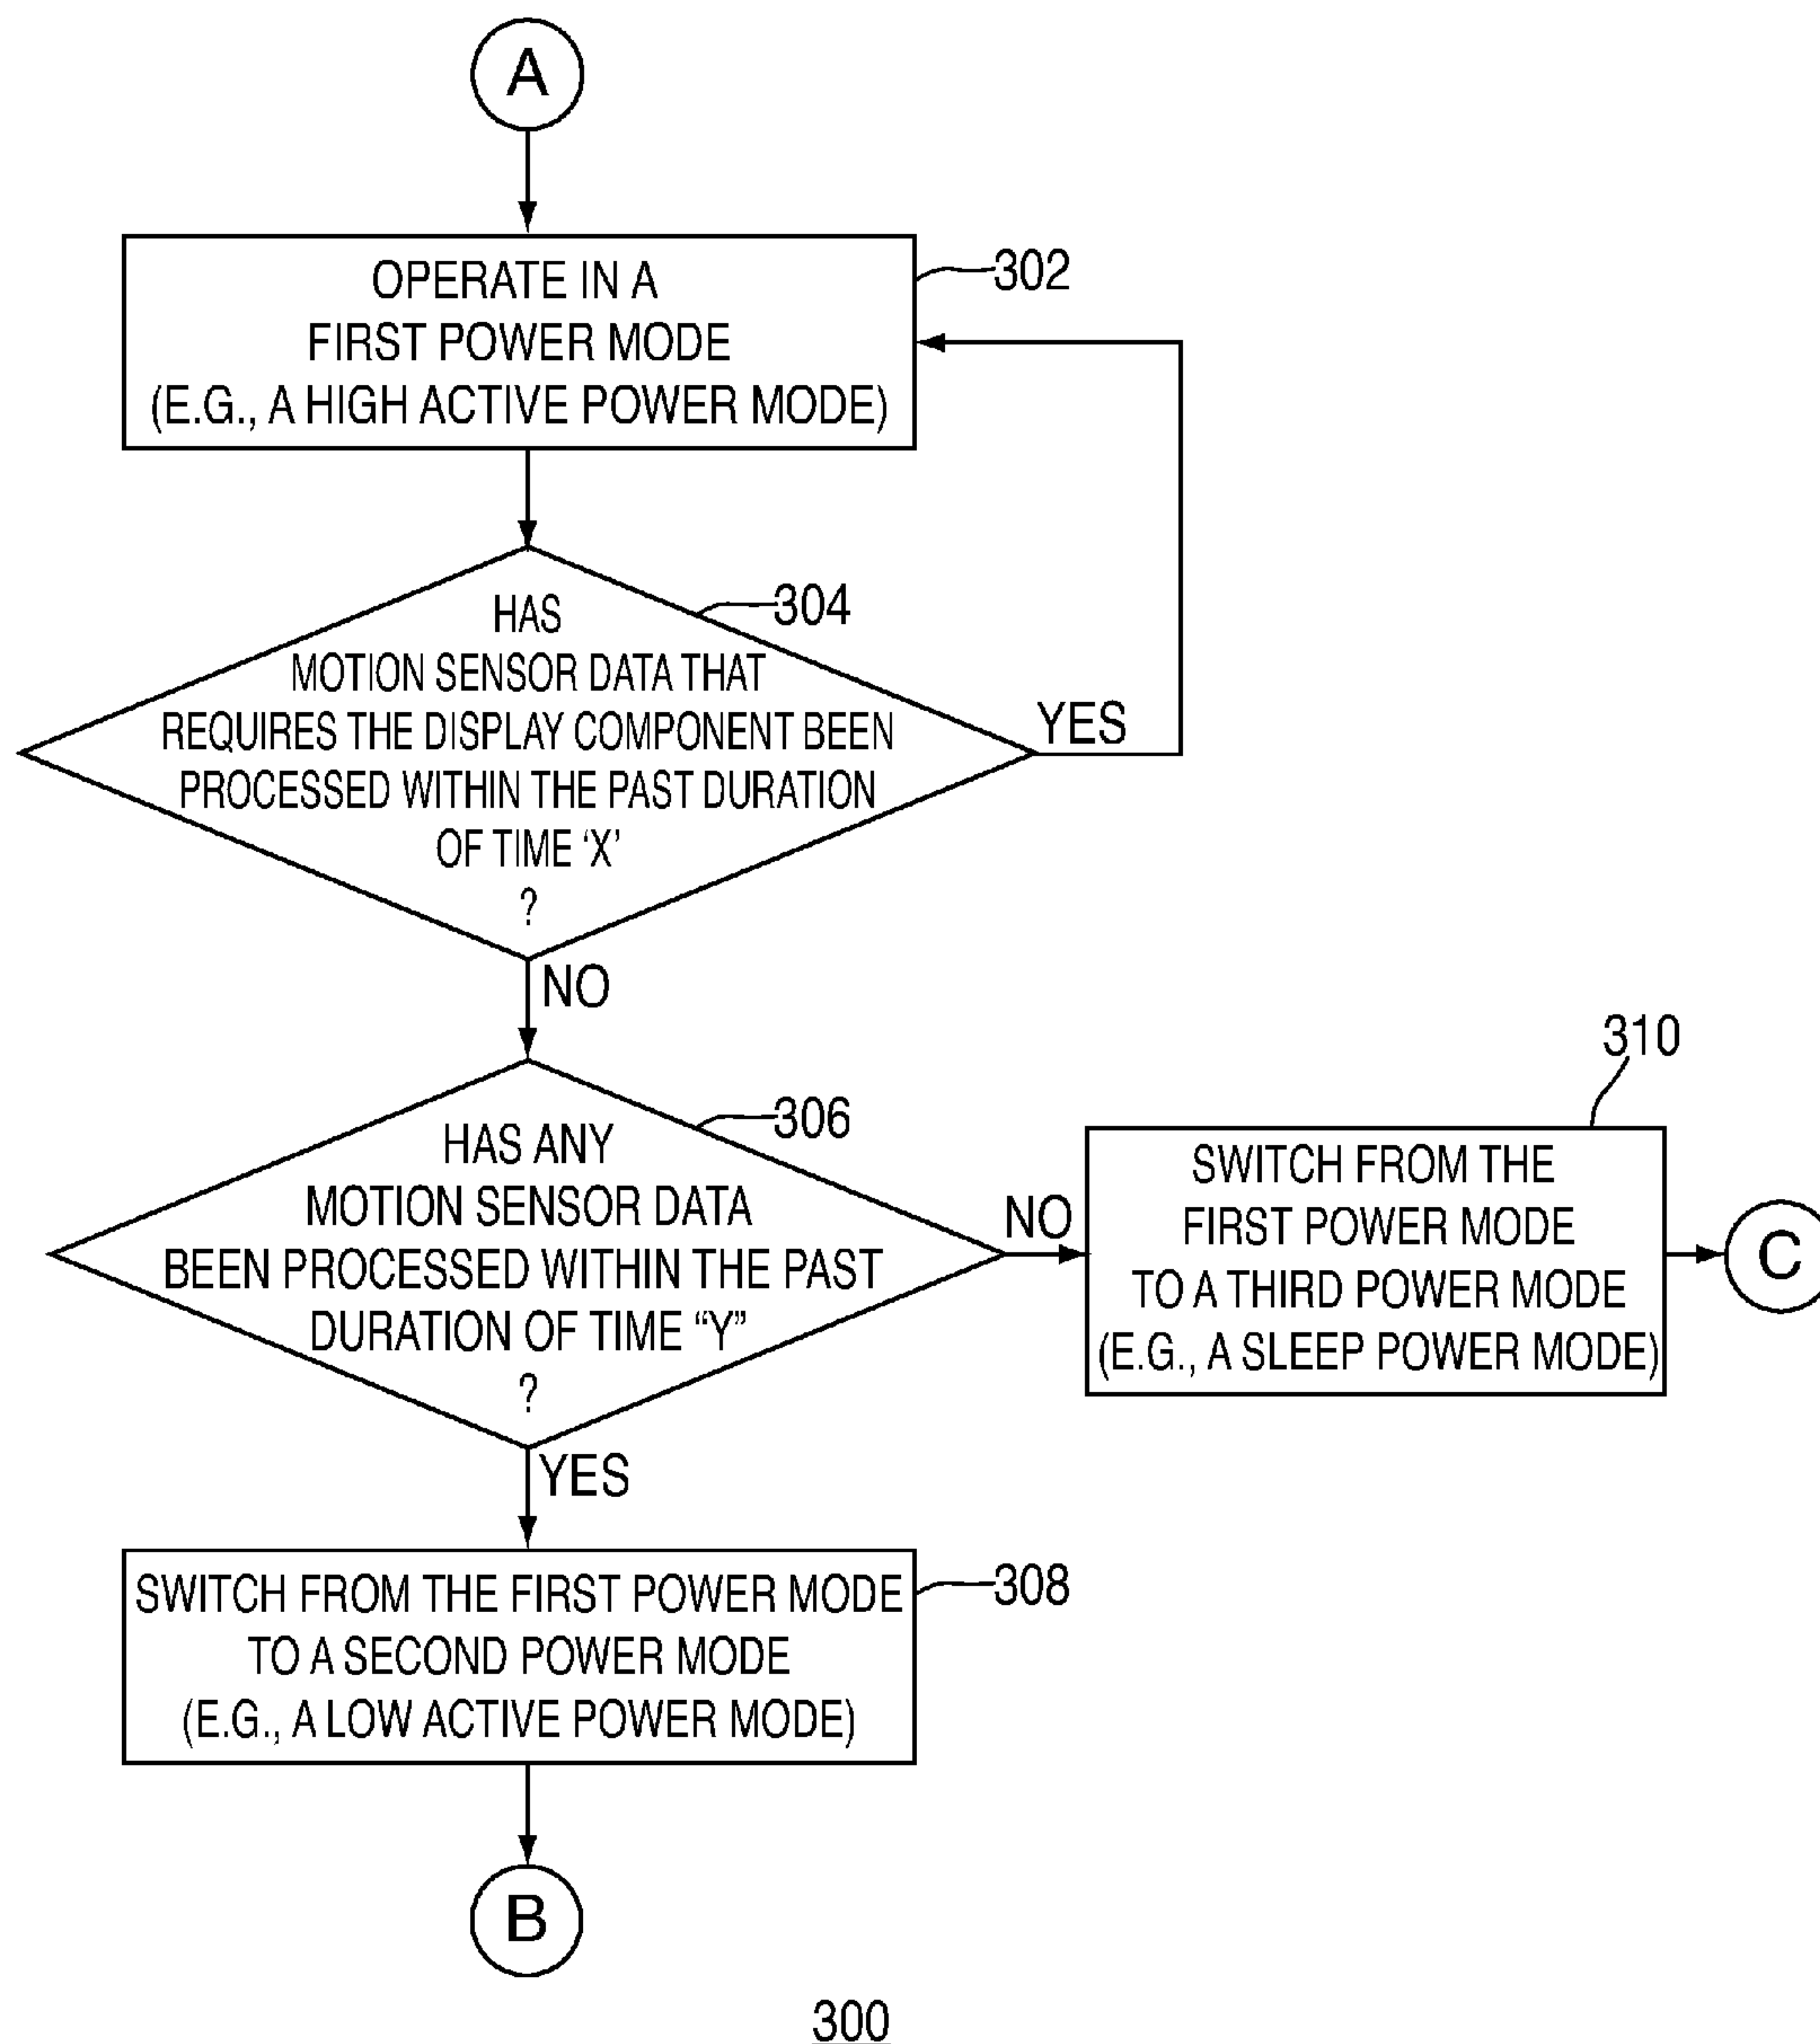 A
OPERATE IN A
FIRST POWER MODE
(E.G., A HIGH ACTIVE POWER MODE)
302
HAS
MOTION SENSOR DATA THAT
REQUIRES THE DISPLAY COMPONENT BEEN
PROCESSED WITHIN THE PAST DURATION
OF TIME ‘X’
?
304
YES
NO
HAS ANY
MOTION SENSOR DATA
BEEN PROCESSED WITHIN THE PAST
DURATION OF TIME “Y”
?
306
NO
310
SWITCH FROM THE
FIRST POWER MODE
TO A THIRD POWER MODE
(E.G., A SLEEP POWER MODE)
C
YES
SWITCH FROM THE FIRST POWER MODE
TO A SECOND POWER MODE
(E.G., A LOW ACTIVE POWER MODE)
308
B
300